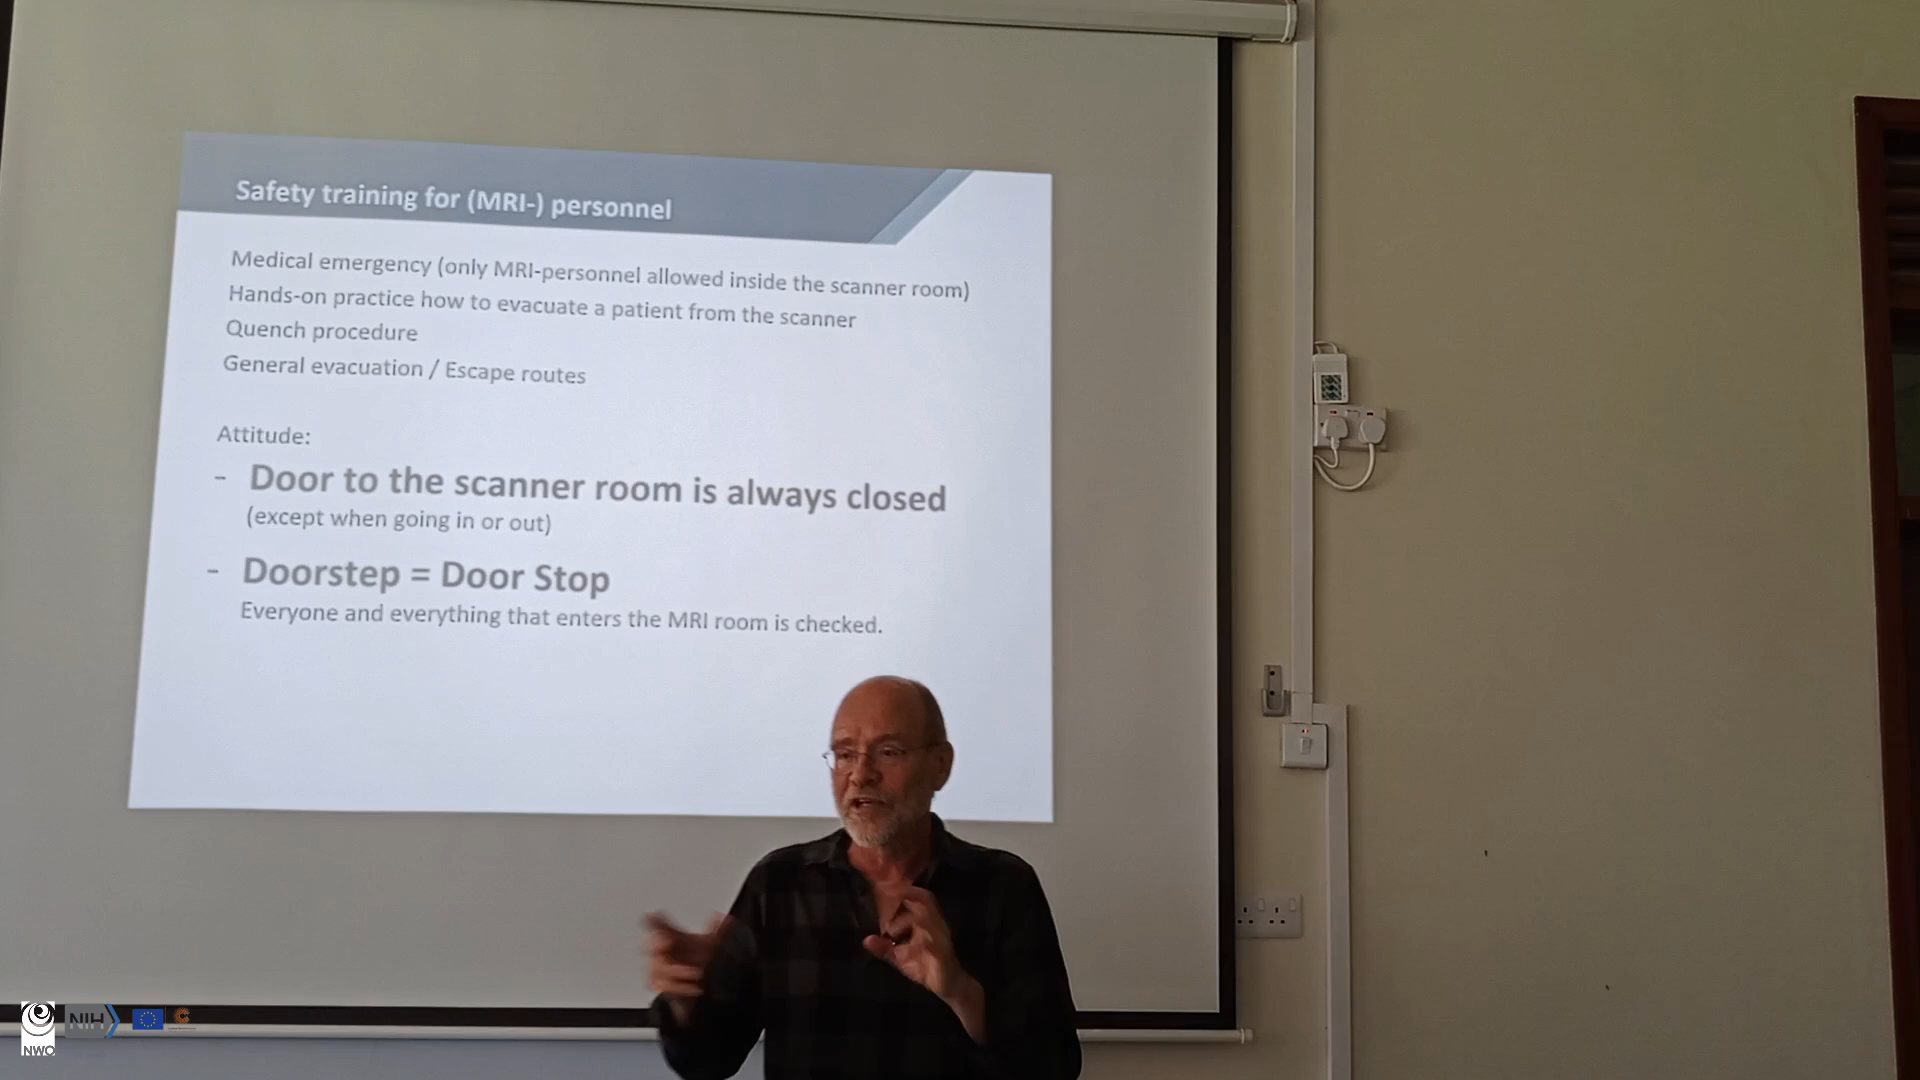 Safety training for (MRI-) personnel
Medical emergency (only MRI-personnel allowed inside the scanner room)
Hands-on practice how to evacuate a patient from the scanner
Quench procedure
General evacuation / Escape routes
Attitude:
- Door to the scanner room is always closed
(except when going in or out)
- Doorstep = Door Stop
Everyone and everything that enters the MRI room is checked.
NIH
NWO